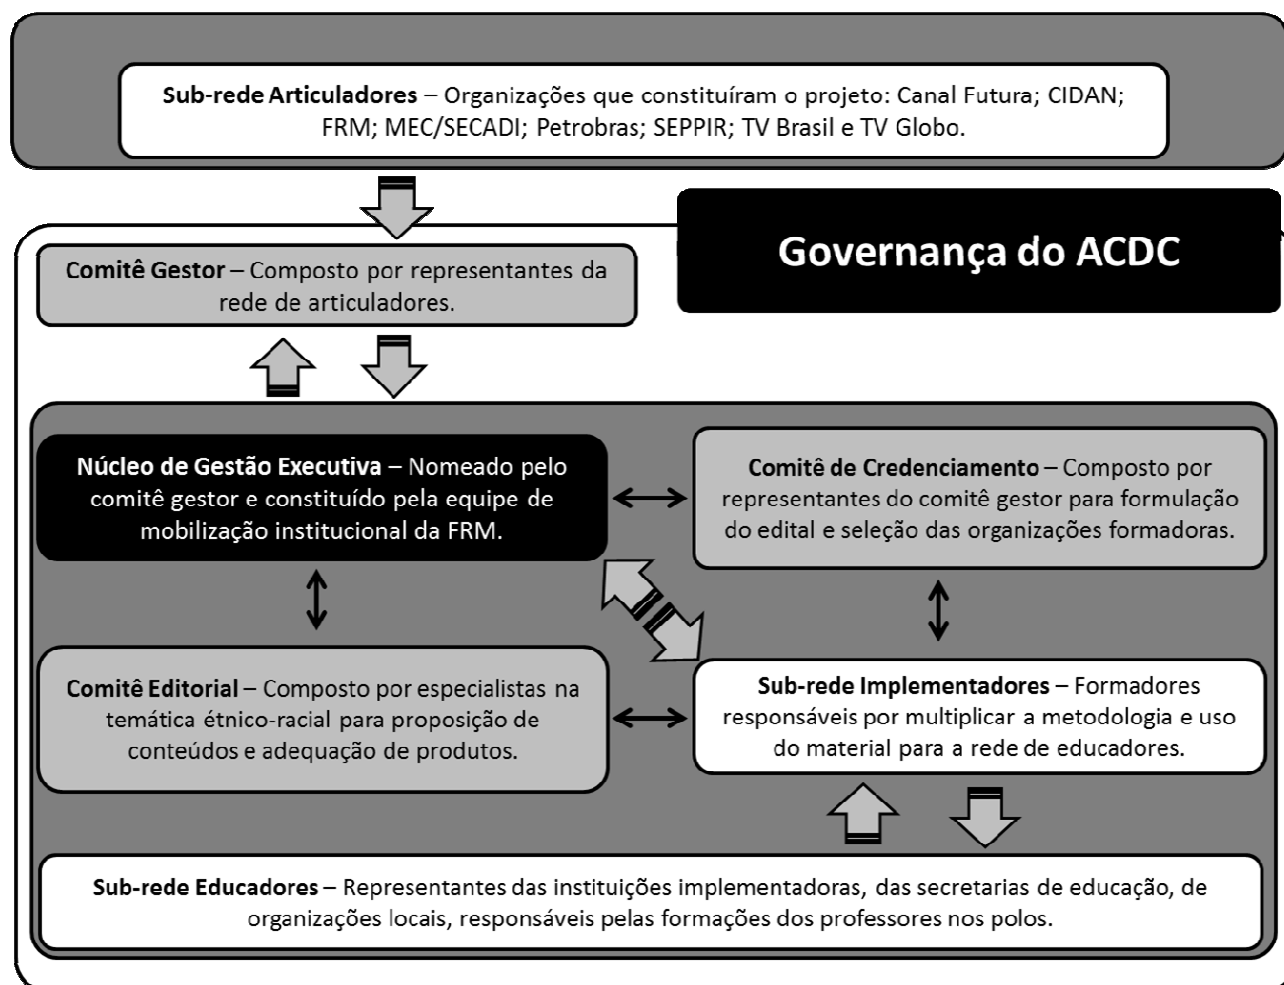 Sub-rede Articuladores – Organizações que constituíram o projeto: Canal Futura; CIDAN;
FRM; MEC/SECADI; Petrobras; SEPPIR; TV Brasil e TV Globo.
Governança do ACDC
Comitê Gestor – Composto por representantes da
rede de articuladores.
Núcleo de Gestão Executiva – Nomeado pelo
comitê gestor e constituído pela equipe de
mobilização institucional da FRM.
Comitê de Credenciamento – Composto por
representantes do comitê gestor para formulação
do edital e seleção das organizações formadoras.
Comitê Editorial – Composto por especialistas na
temática étnico-racial para proposição de
conteúdos e adequação de produtos.
Sub-rede Implementadores – Formadores
responsáveis por multiplicar a metodologia e uso
do material para a rede de educadores.
Sub-rede Educadores – Representantes das instituições implementadoras, das secretarias de educação, de
organizações locais, responsáveis pelas formações dos professores nos polos.